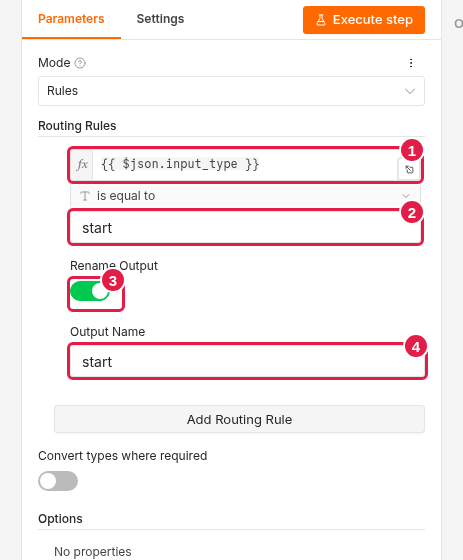 Parameters Settings Execute step
Mode ?
Rules
Routing Rules
1
fx {{ $json.input_type }}
T is equal to
2
start
Rename Output
3
Output Name
4
start
Add Routing Rule
Convert types where required
Options
No properties